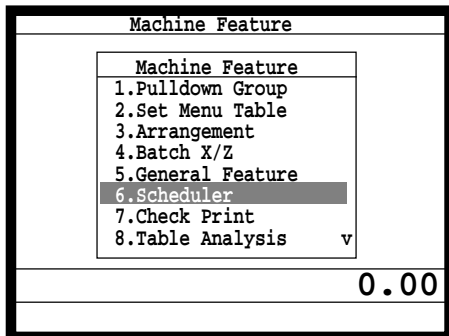 Machine Feature
Machine Feature
1.Pulldown Group
2.Set Menu Table
3.Arrangement
4.Batch X/Z
5.General Feature
6.Scheduler
7.Check Print
8.Table Analysis v
0.00